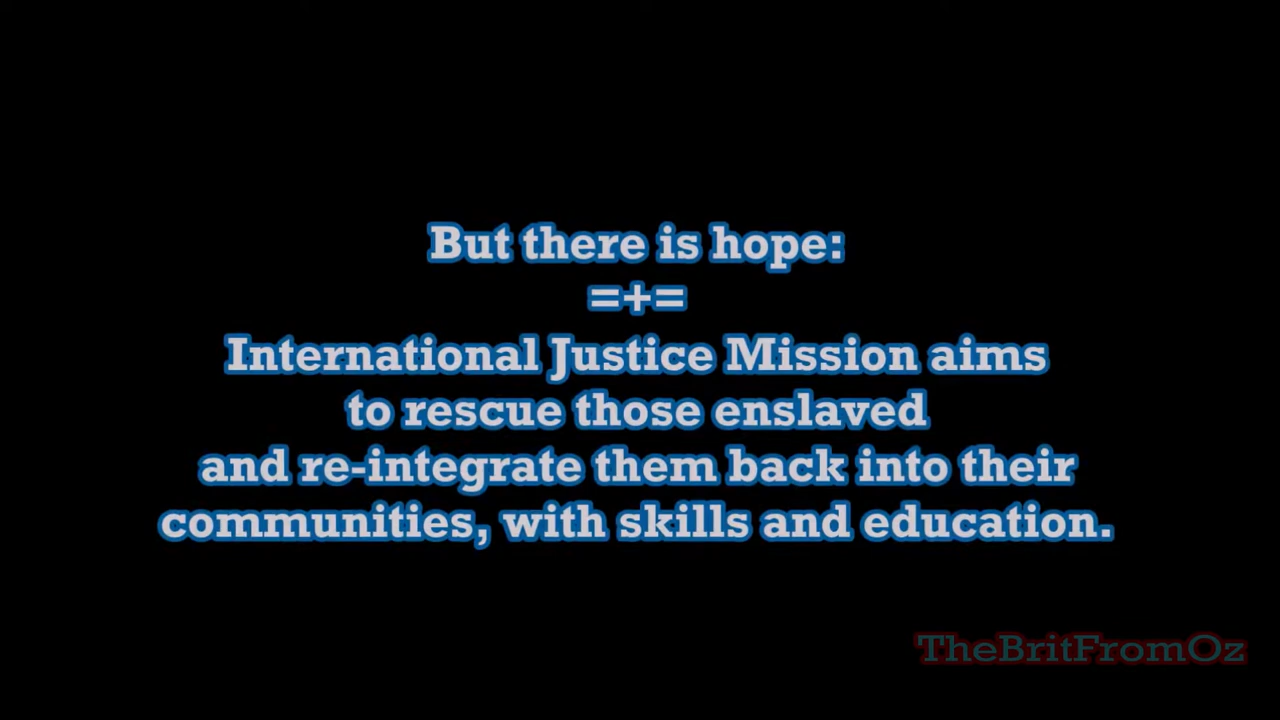 But there is hope:
=+=
International Justice Mission aims
to rescue those enslaved
and re-integrate them back into their
communities, with skills and education.
TheBritFromOz